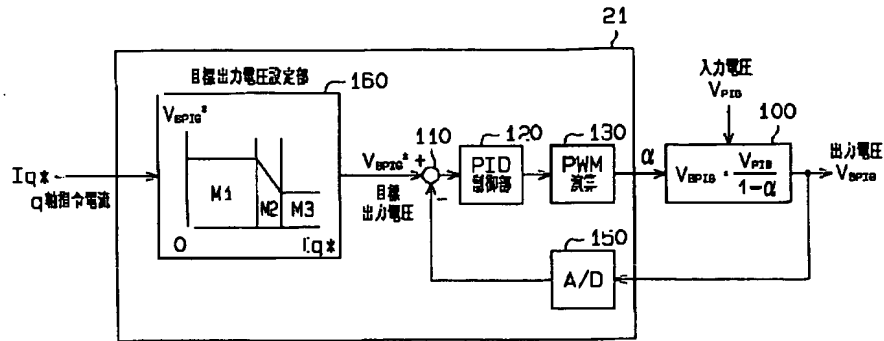 21
目標出力電圧設定部
160
V_BPIG*
M1
M2
M3
0
Iq*
Iq*
q軸指令電流
V_BPIG*
目標
出力電圧
+
-
110
120
PID
制御部
130
PWM
演算
α
入力電圧
V_PIG
100
V_BPIG = V_PIG / 1-α
出力電圧
V_BPIG
150
A/D